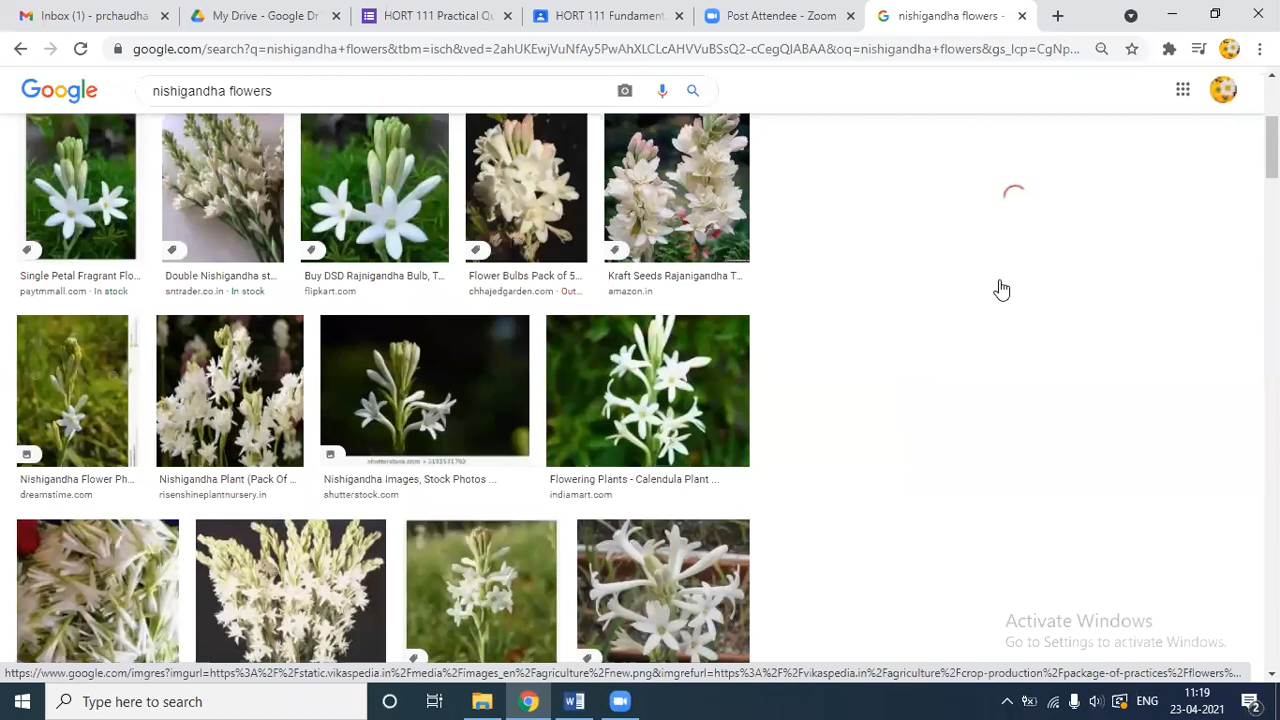 Inbox (1) - prchaudha
My Drive - Google Dr
HORT 111 Practical Qu
HORT 111 Fundament
Post Attendee - Zoom
nishigandha flowers -
google.com/search?q=nishigandha+flowers&tbm=isch&ved=2ahUKEwjVuNfAy5PwAhXLCLcAHVVuBSsQ2-cCegQIABAA&oq=nishigandha+flowers&gs_lcp=CgNp...
Google
nishigandha flowers
Single Petal Fragrant Flo...
paytmmall.com · In stock
Double Nishigandha st...
sntrader.co.in · In stock
Buy DSD Rajnigandha Bulb, T...
flipkart.com
Flower Bulbs Pack of 5...
chhajedgarden.com · Out...
Kraft Seeds Rajanigandha T...
amazon.in
Nishigandha Flower Ph...
dreamstime.com
Nishigandha Plant (Pack Of ...
risenshineplantnursery.in
Nishigandha Images, Stock Photos ...
shutterstock.com
Flowering Plants - Calendula Plant ...
indiamart.com
Activate Windows
Go to Settings to activate Windows.
https://www.google.com/imgres?imgurl=https%3A%2F%2Fstatic.vikaspedia.in%2Fmedia%2Fimages_en%2Fagriculture%2Fnew.png&imgrefurl=https%3A%2F%2Fvikaspedia.in%2Fagriculture%2Fcrop-production%2Fpackage-of-practices%2Fflowers%...
Type here to search
ENG
11:19
23-04-2021
2